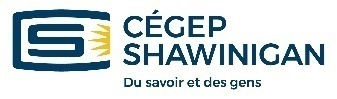 CÉGEP
SHAWINIGAN
Du savoir et des gens